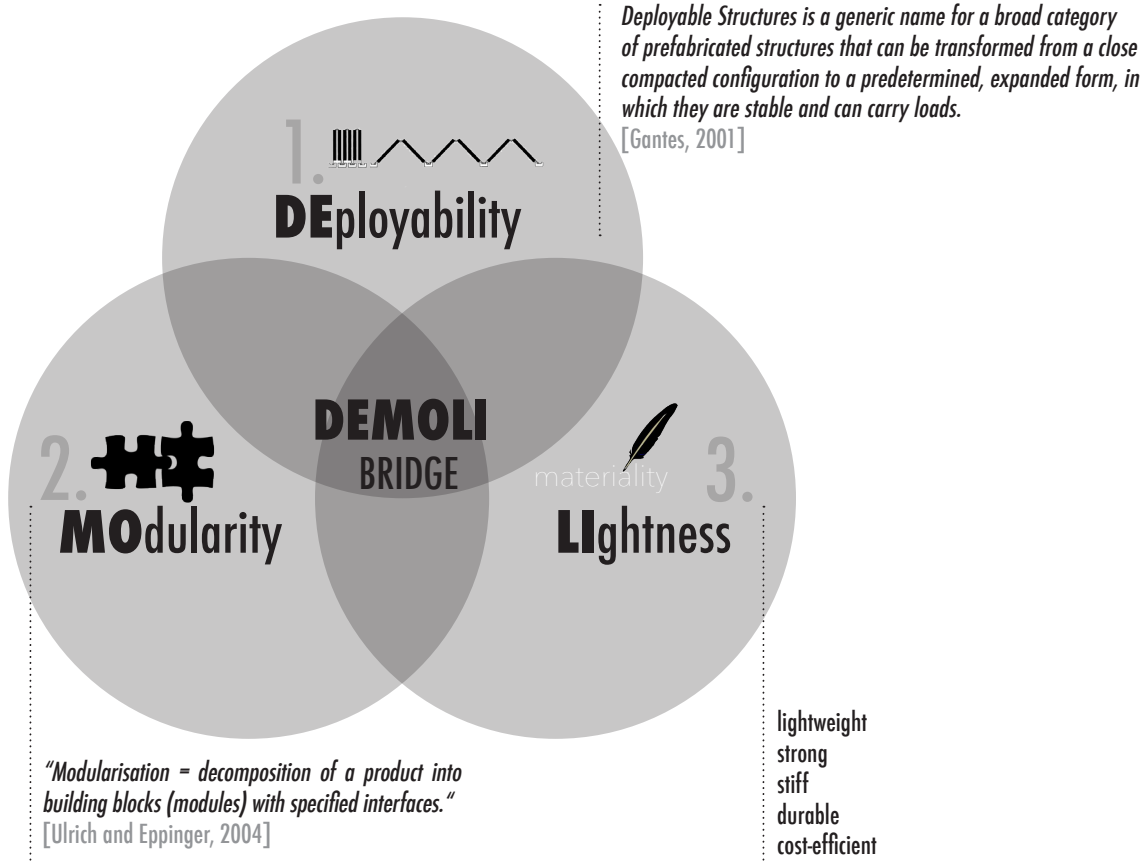 Deployable Structures is a generic name for a broad category
of prefabricated structures that can be transformed from a close
compacted configuration to a predetermined, expanded form, in
which they are stable and can carry loads.
[Gantes, 2001]
1.
DEployability
DEMOLI
BRIDGE
2.
MOdularity
materiality
3.
LIghtness
"Modularisation = decomposition of a product into
building blocks (modules) with specified interfaces."
[Ulrich and Eppinger, 2004]
lightweight
strong
stiff
durable
cost-efficient